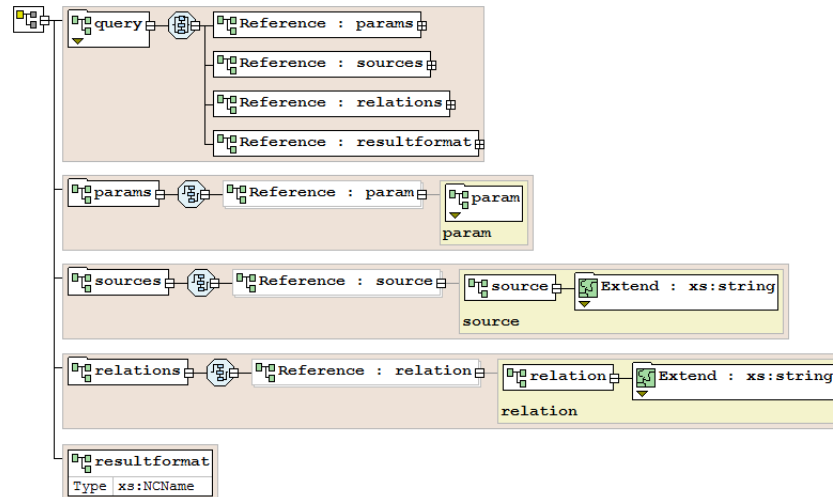 query
Reference : params
Reference : sources
Reference : relations
Reference : resultformat
params
Reference : param
param
param
sources
Reference : source
source
Extend : xs:string
source
relations
Reference : relation
relation
Extend : xs:string
relation
resultformat
Type xs:NCName